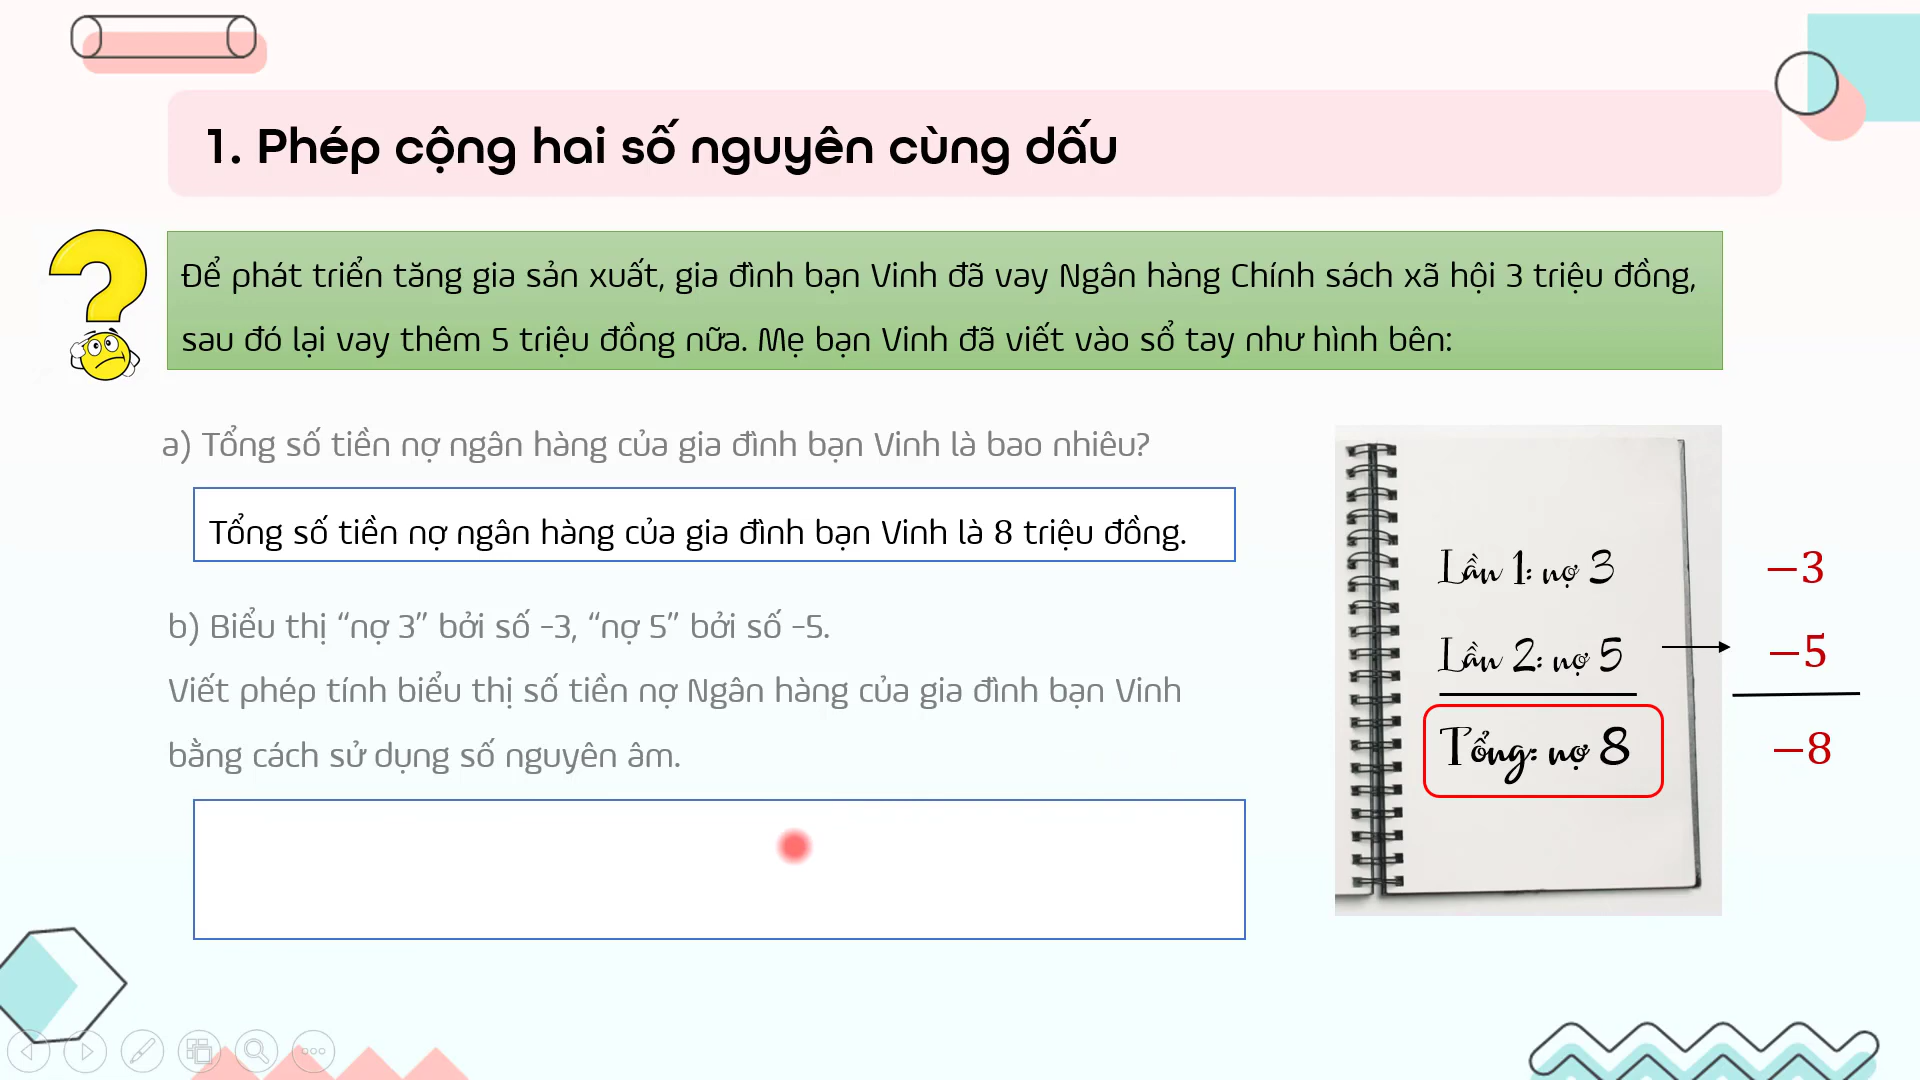 1. Phép cộng hai số nguyên cùng dấu
Để phát triển tăng gia sản xuất, gia đình bạn Vinh đã vay Ngân hàng Chính sách xã hội 3 triệu đồng,
sau đó lại vay thêm 5 triệu đồng nữa. Mẹ bạn Vinh đã viết vào sổ tay như hình bên:
a) Tổng số tiền nợ ngân hàng của gia đình bạn Vinh là bao nhiêu?
Tổng số tiền nợ ngân hàng của gia đình bạn Vinh là 8 triệu đồng.
b) Biểu thị “nợ 3” bởi số -3, “nợ 5” bởi số -5.
Viết phép tính biểu thị số tiền nợ Ngân hàng của gia đình bạn Vinh
bằng cách sử dụng số nguyên âm.
Lần 1: nợ 3
Lần 2: nợ 5
Tổng: nợ 8
−3
−5
−8